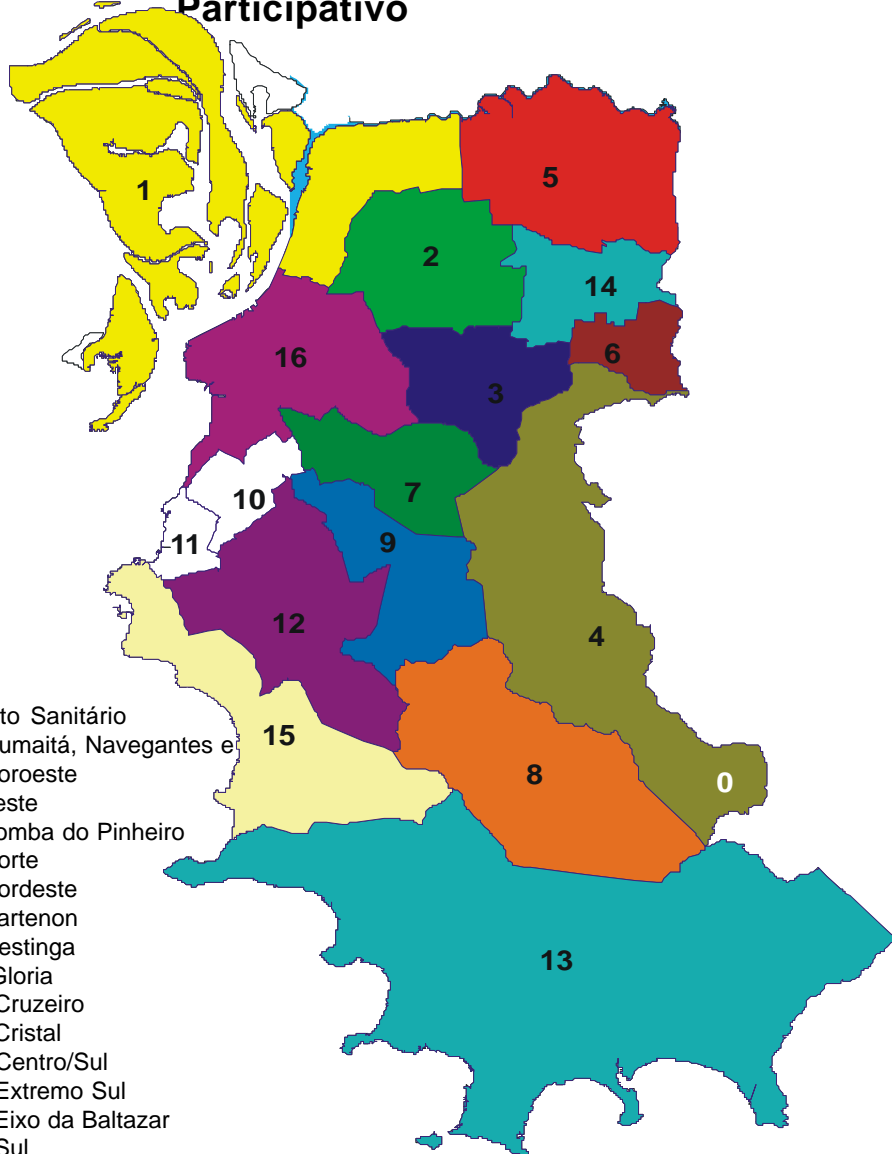 Participativo
1
5
2
14
6
16
3
10
7
11
9
12
4
15
8
0
13
to Sanitário
umaitá, Navegantes e
oroeste
este
omba do Pinheiro
orte
ordeste
artenon
estinga
Gloria
Cruzeiro
Cristal
Centro/Sul
Extremo Sul
Eixo da Baltazar
Sul